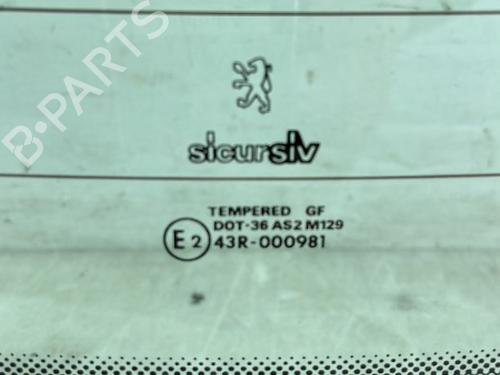 B-PARTS
sicursiv
TEMPERED GF
DOT-36 AS2 M129
E2 43R-000981